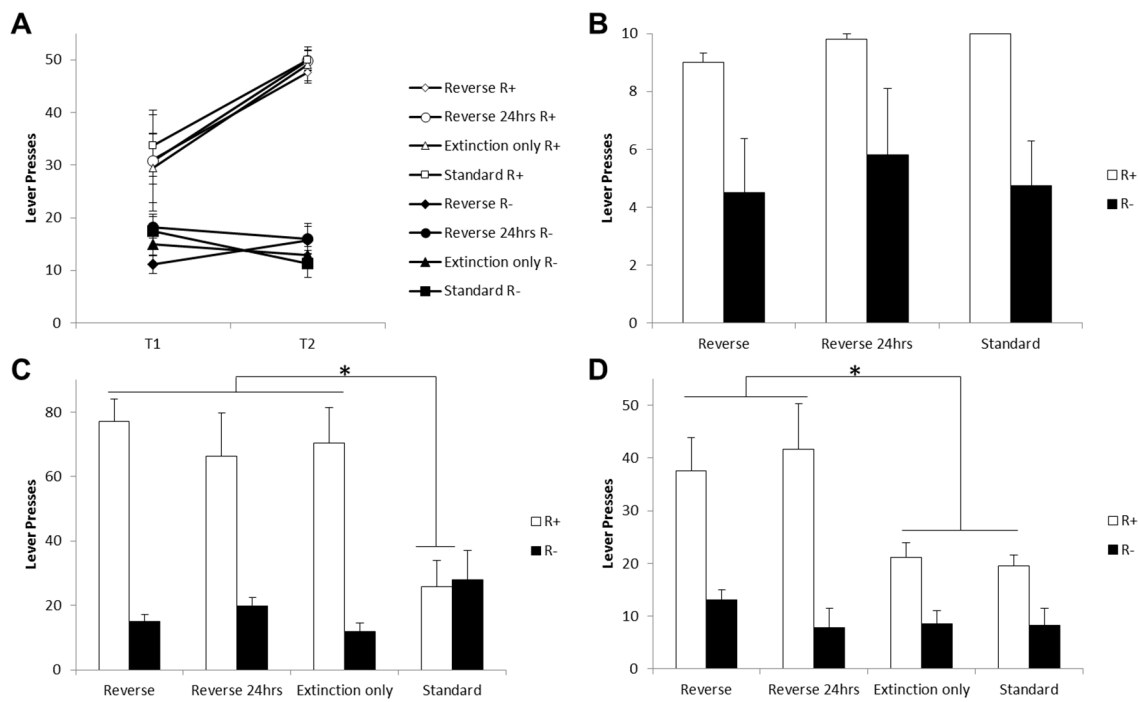 A
Lever Presses
50
40
30
20
10
0
T1 T2
Reverse R+
Reverse 24hrs R+
Extinction only R+
Standard R+
Reverse R-
Reverse 24hrs R-
Extinction only R-
Standard R-
B
Lever Presses
10
8
6
4
2
0
Reverse Reverse 24hrs Standard
R+
R-
C
*
Lever Presses
80
60
40
20
0
Reverse Reverse 24hrs Extinction only Standard
R+
R-
D
*
Lever Presses
50
40
30
20
10
0
Reverse Reverse 24hrs Extinction only Standard
R+
R-